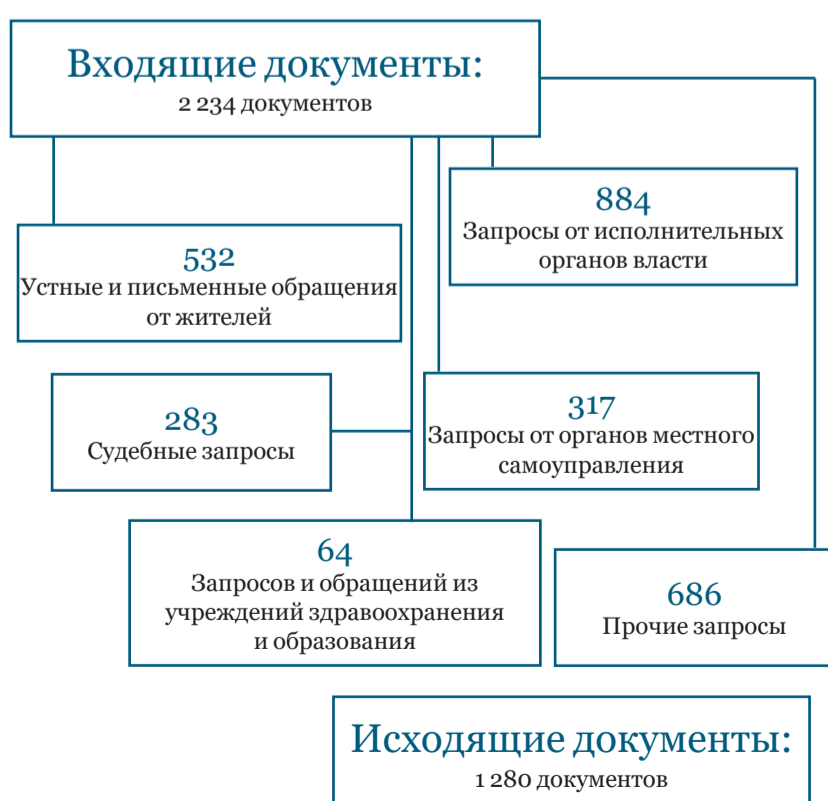 Входящие документы:
2 234 документов
884
Запросы от исполнительных
органов власти
532
Устные и письменные обращения
от жителей
283
Судебные запросы
317
Запросы от органов местного
самоуправления
64
Запросов и обращений из
учреждений здравоохранения
и образования
686
Прочие запросы
Исходящие документы:
1 280 документов